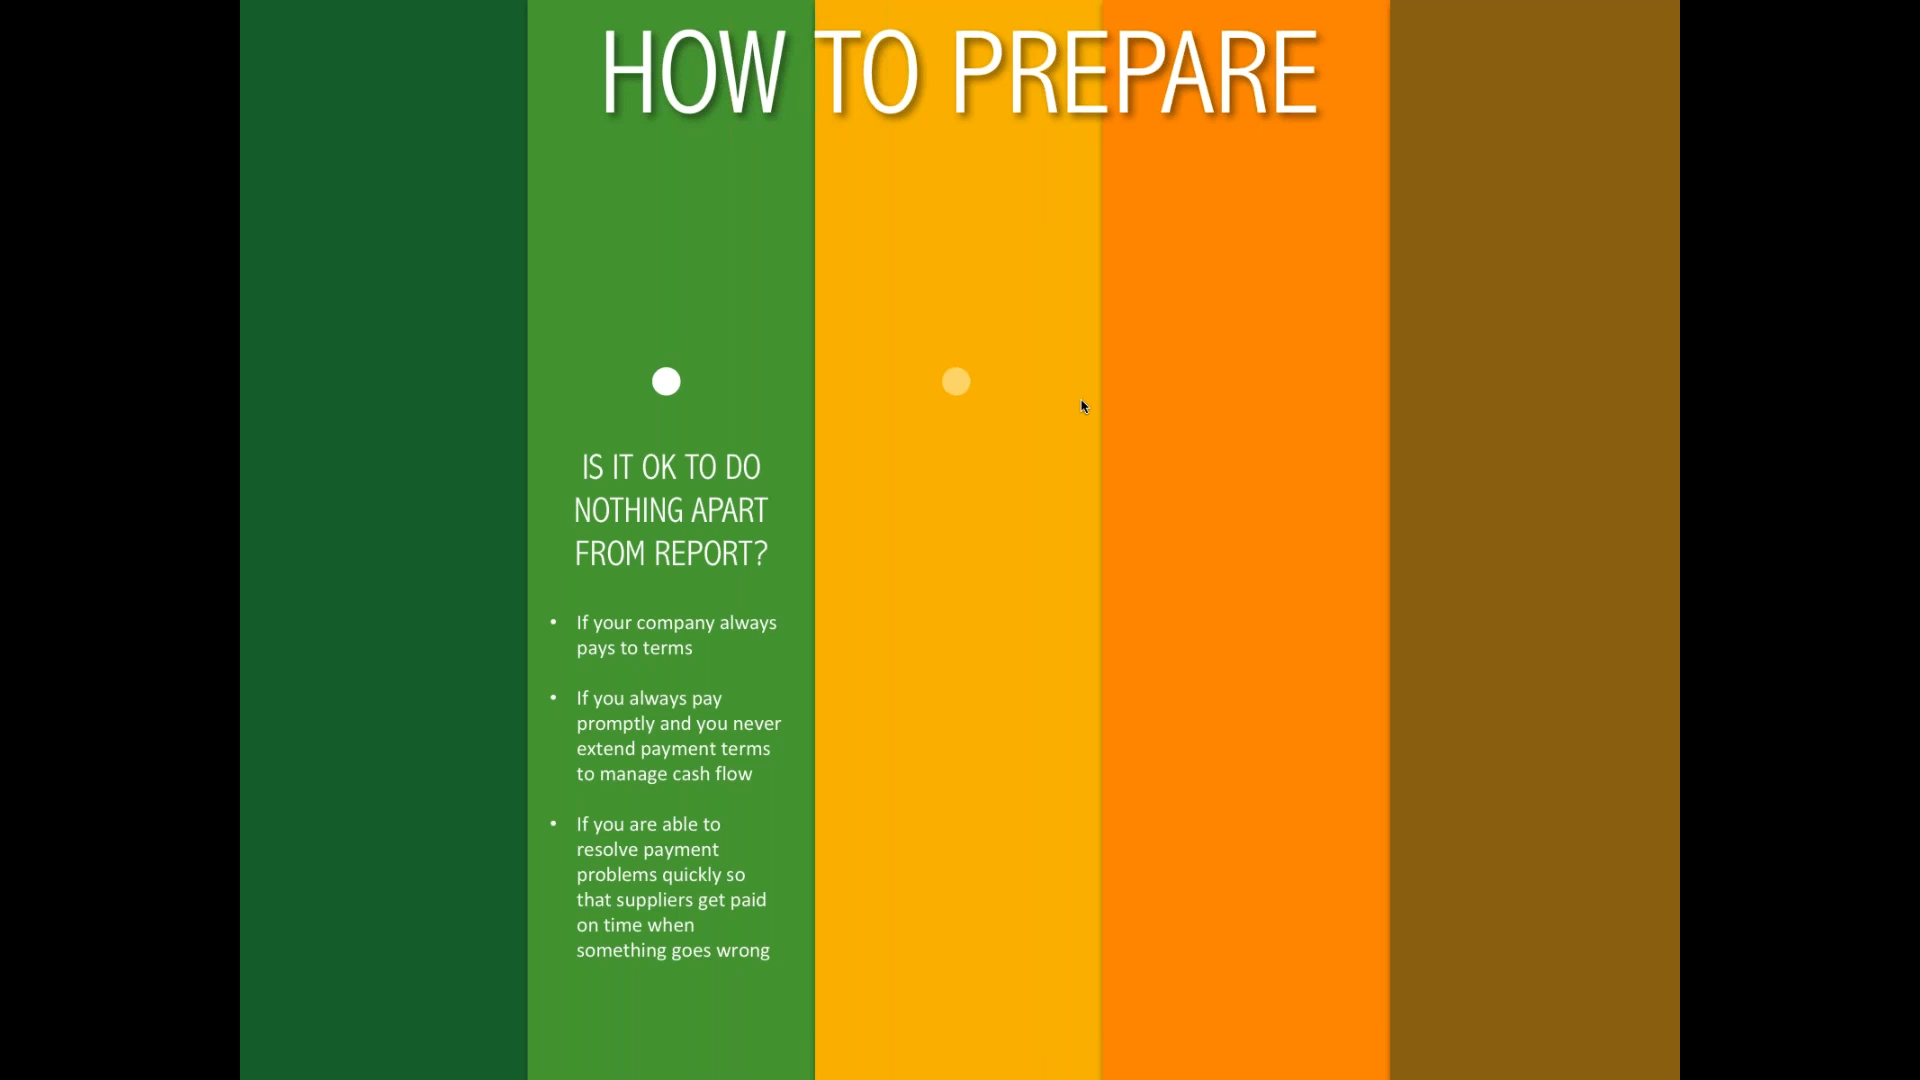 HOW TO PREPARE
IS IT OK TO DO
NOTHING APART
FROM REPORT?
• If your company always
pays to terms
• If you always pay
promptly and you never
extend payment terms
to manage cash flow
• If you are able to
resolve payment
problems quickly so
that suppliers get paid
on time when
something goes wrong